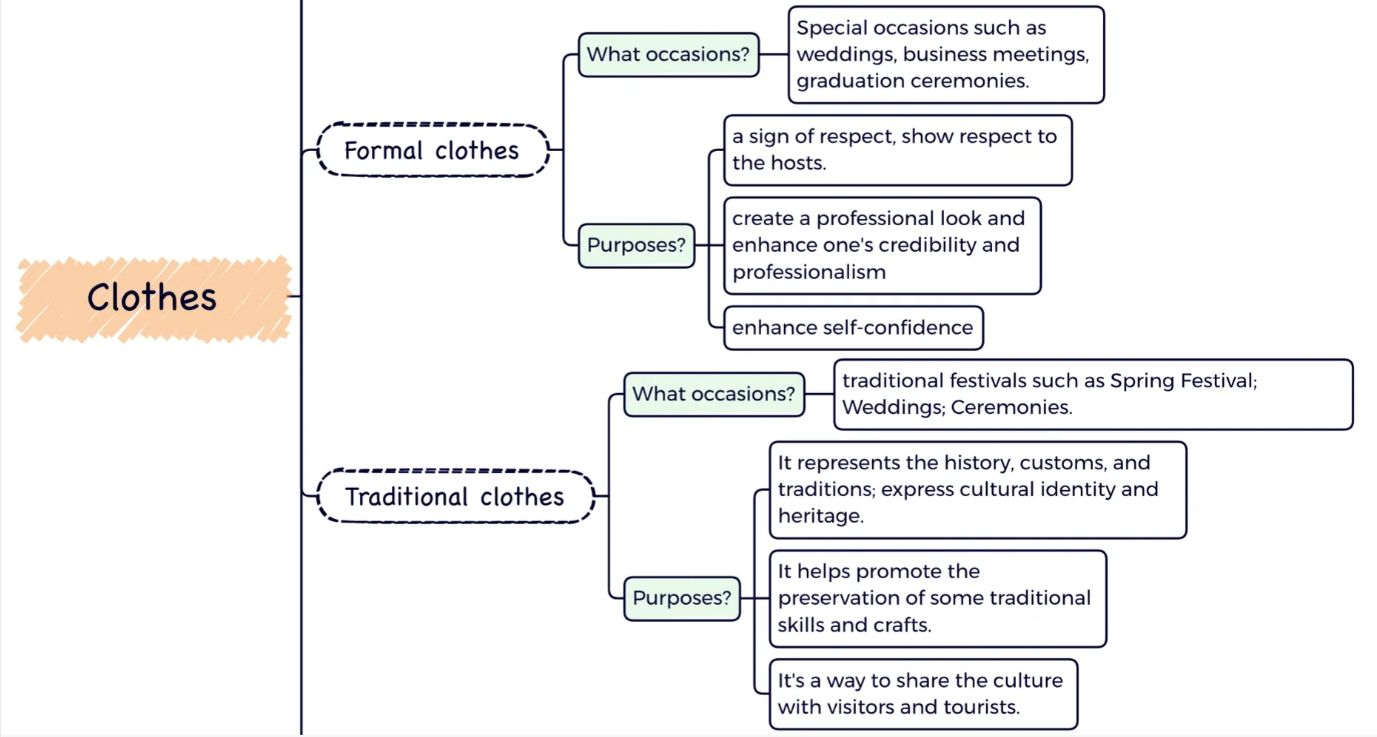 Clothes
Formal clothes
What occasions?
Special occasions such as
weddings, business meetings,
graduation ceremonies.
Purposes?
a sign of respect, show respect to
the hosts.
create a professional look and
enhance one's credibility and
professionalism
enhance self-confidence
Traditional clothes
What occasions?
traditional festivals such as Spring Festival;
Weddings; Ceremonies.
Purposes?
It represents the history, customs, and
traditions; express cultural identity and
heritage.
It helps promote the
preservation of some traditional
skills and crafts.
It's a way to share the culture
with visitors and tourists.